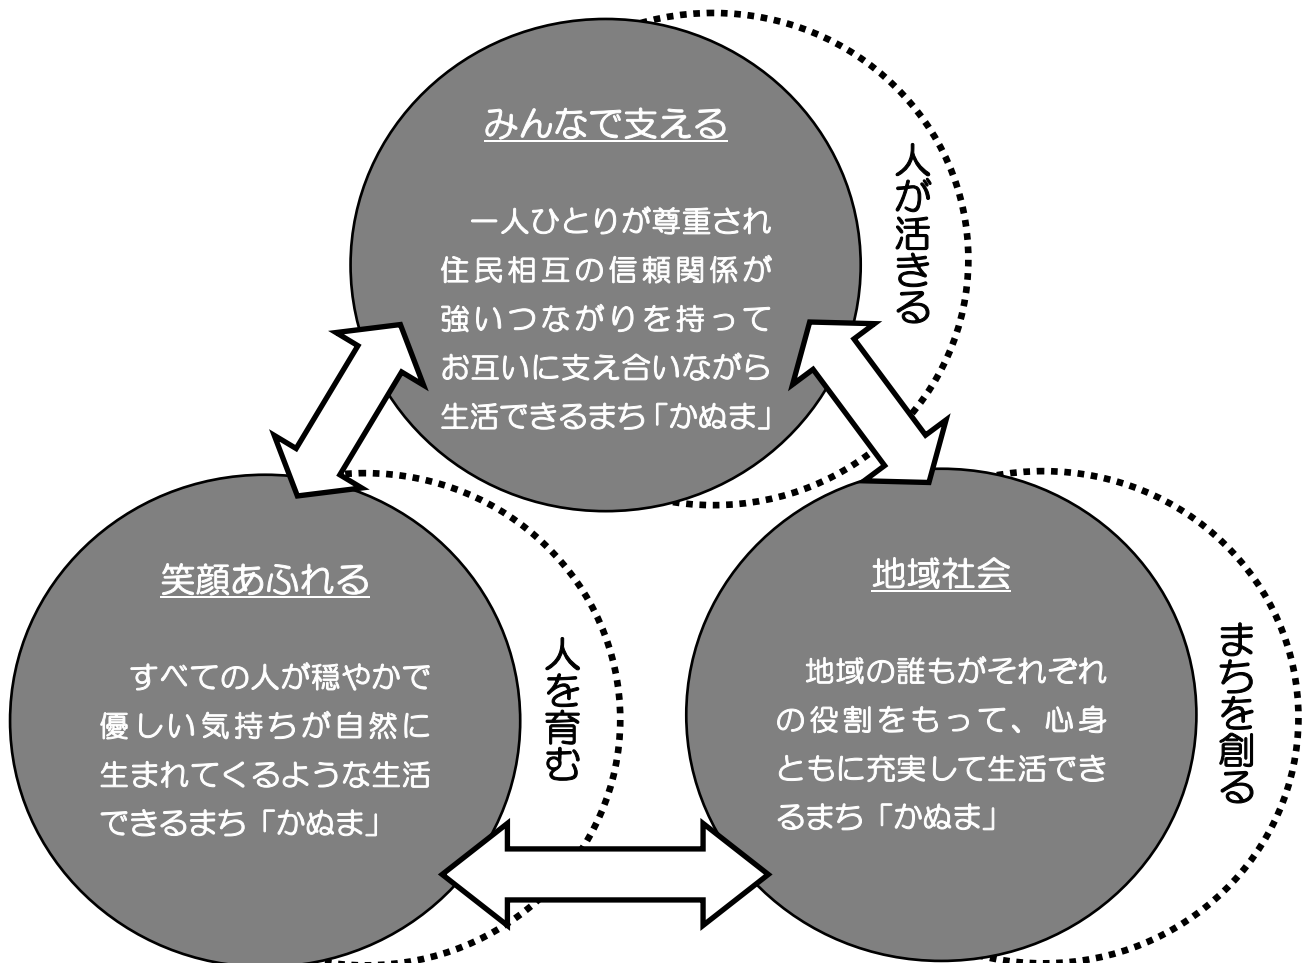 みんなで支える
一人ひとりが尊重され
住民相互の信頼関係が
強いつながりを持って
お互いに支え合いながら
生活できるまち「かぬま」
人が活きる
笑顔あふれる
すべての人が穏やかで
優しい気持ちが自然に
生まれてくるような生活
できるまち「かぬま」
人を育む
地域社会
地域の誰もがそれぞれ
の役割をもって、心身
ともに充実して生活でき
るまち「かぬま」
まちを創る